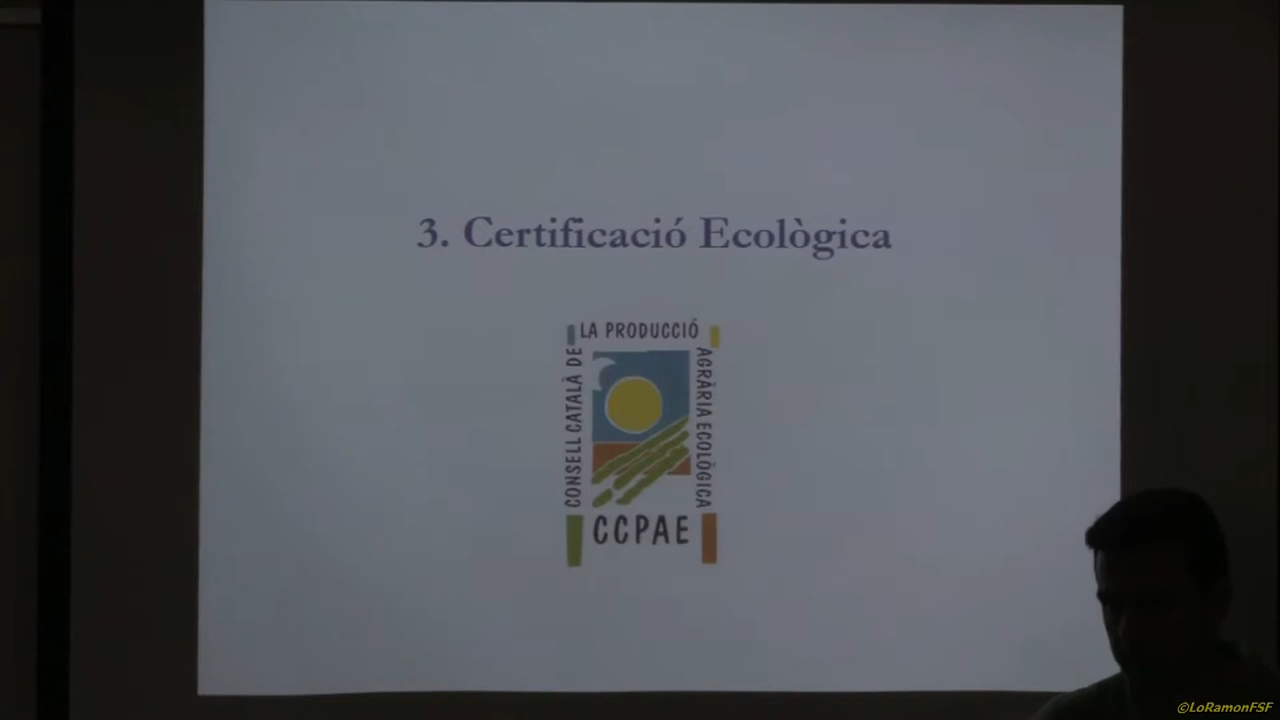 3. Certificació Ecològica
CONSELL CATALÀ DE
LA PRODUCCIÓ
AGRÀRIA ECOLÒGICA
CCPAE
©LoRamonFSF